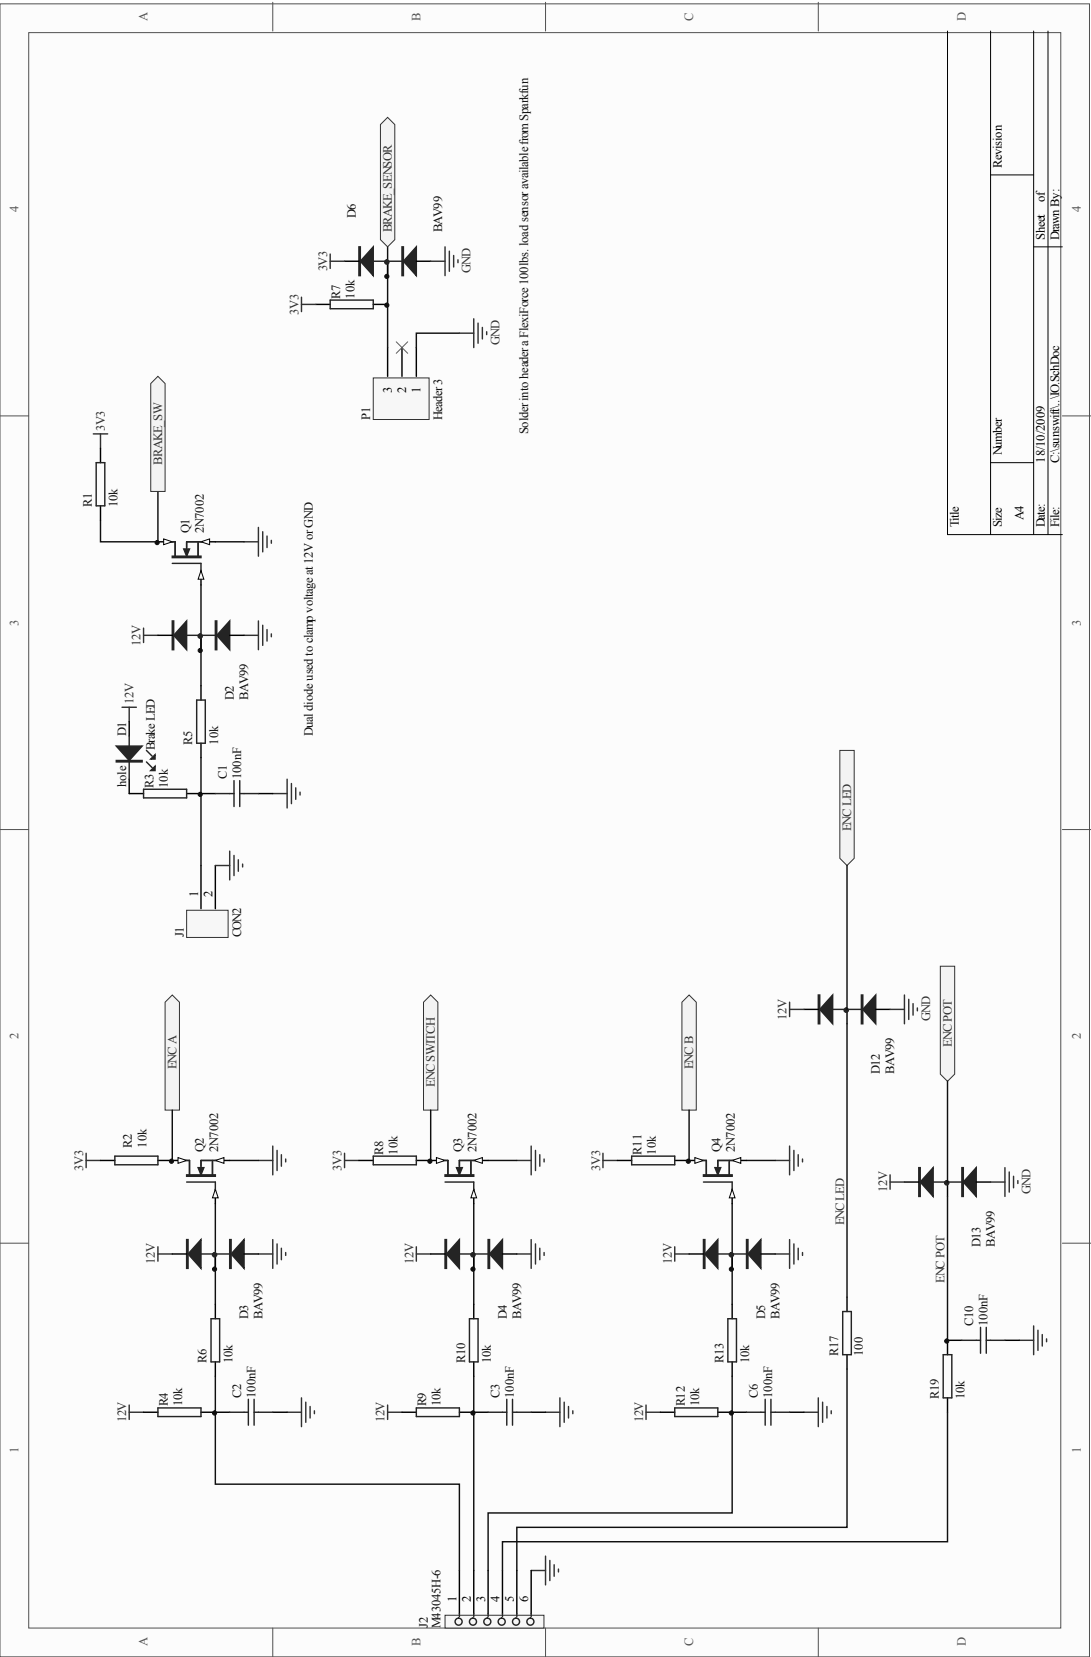 1
2
3
4
A
B
C
D
J2
M43045H-6
1
2
3
4
5
6
12V
R4
10k
C2
100nF
R6
10k
12V
D3
BAV99
3V3
R2
10k
Q2
2N7002
ENC A
12V
R9
10k
C3
100nF
R10
10k
12V
D4
BAV99
3V3
R8
10k
Q3
2N7002
ENC SWITCH
12V
R12
10k
C6
100nF
R13
10k
12V
D5
BAV99
3V3
R11
10k
Q4
2N7002
ENC B
R17
100
ENC LED
12V
D12
BAV99
GND
ENC LED
R19
10k
C10
100nF
ENC POT
12V
D13
BAV99
GND
ENC POT
J1
CON2
1
2
hole
D1
12V
Brake LED
R3
10k
C1
100nF
R5
10k
12V
D2
BAV99
R1
10k
3V3
Q1
2N7002
BRAKE_SW
Dual diode used to clamp voltage at 12V or GND
P1
3
2
1
Header 3
3V3
R7
10k
3V3
D6
BAV99
GND
GND
BRAKE_SENSOR
Solder into header a FlexiForce 100lbs. load sensor available from Sparkfun
Title
Size
A4
Number
Revision
Date: 18/10/2009
Sheet of
File: C:\sunswift\..\IO.SchDoc
Drawn By:
1
2
3
4
A
B
C
D